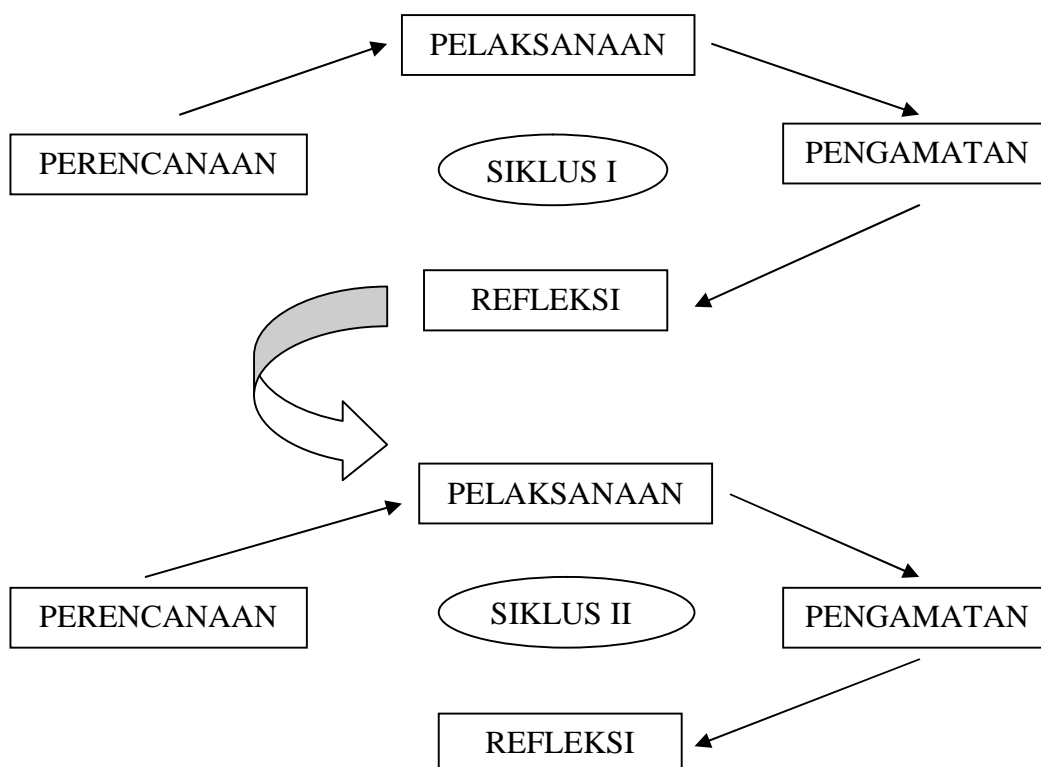 PELAKSANAAN
PERENCANAAN
SIKLUS I
PENGAMATAN
REFLEKSI
PELAKSANAAN
PERENCANAAN
SIKLUS II
PENGAMATAN
REFLEKSI